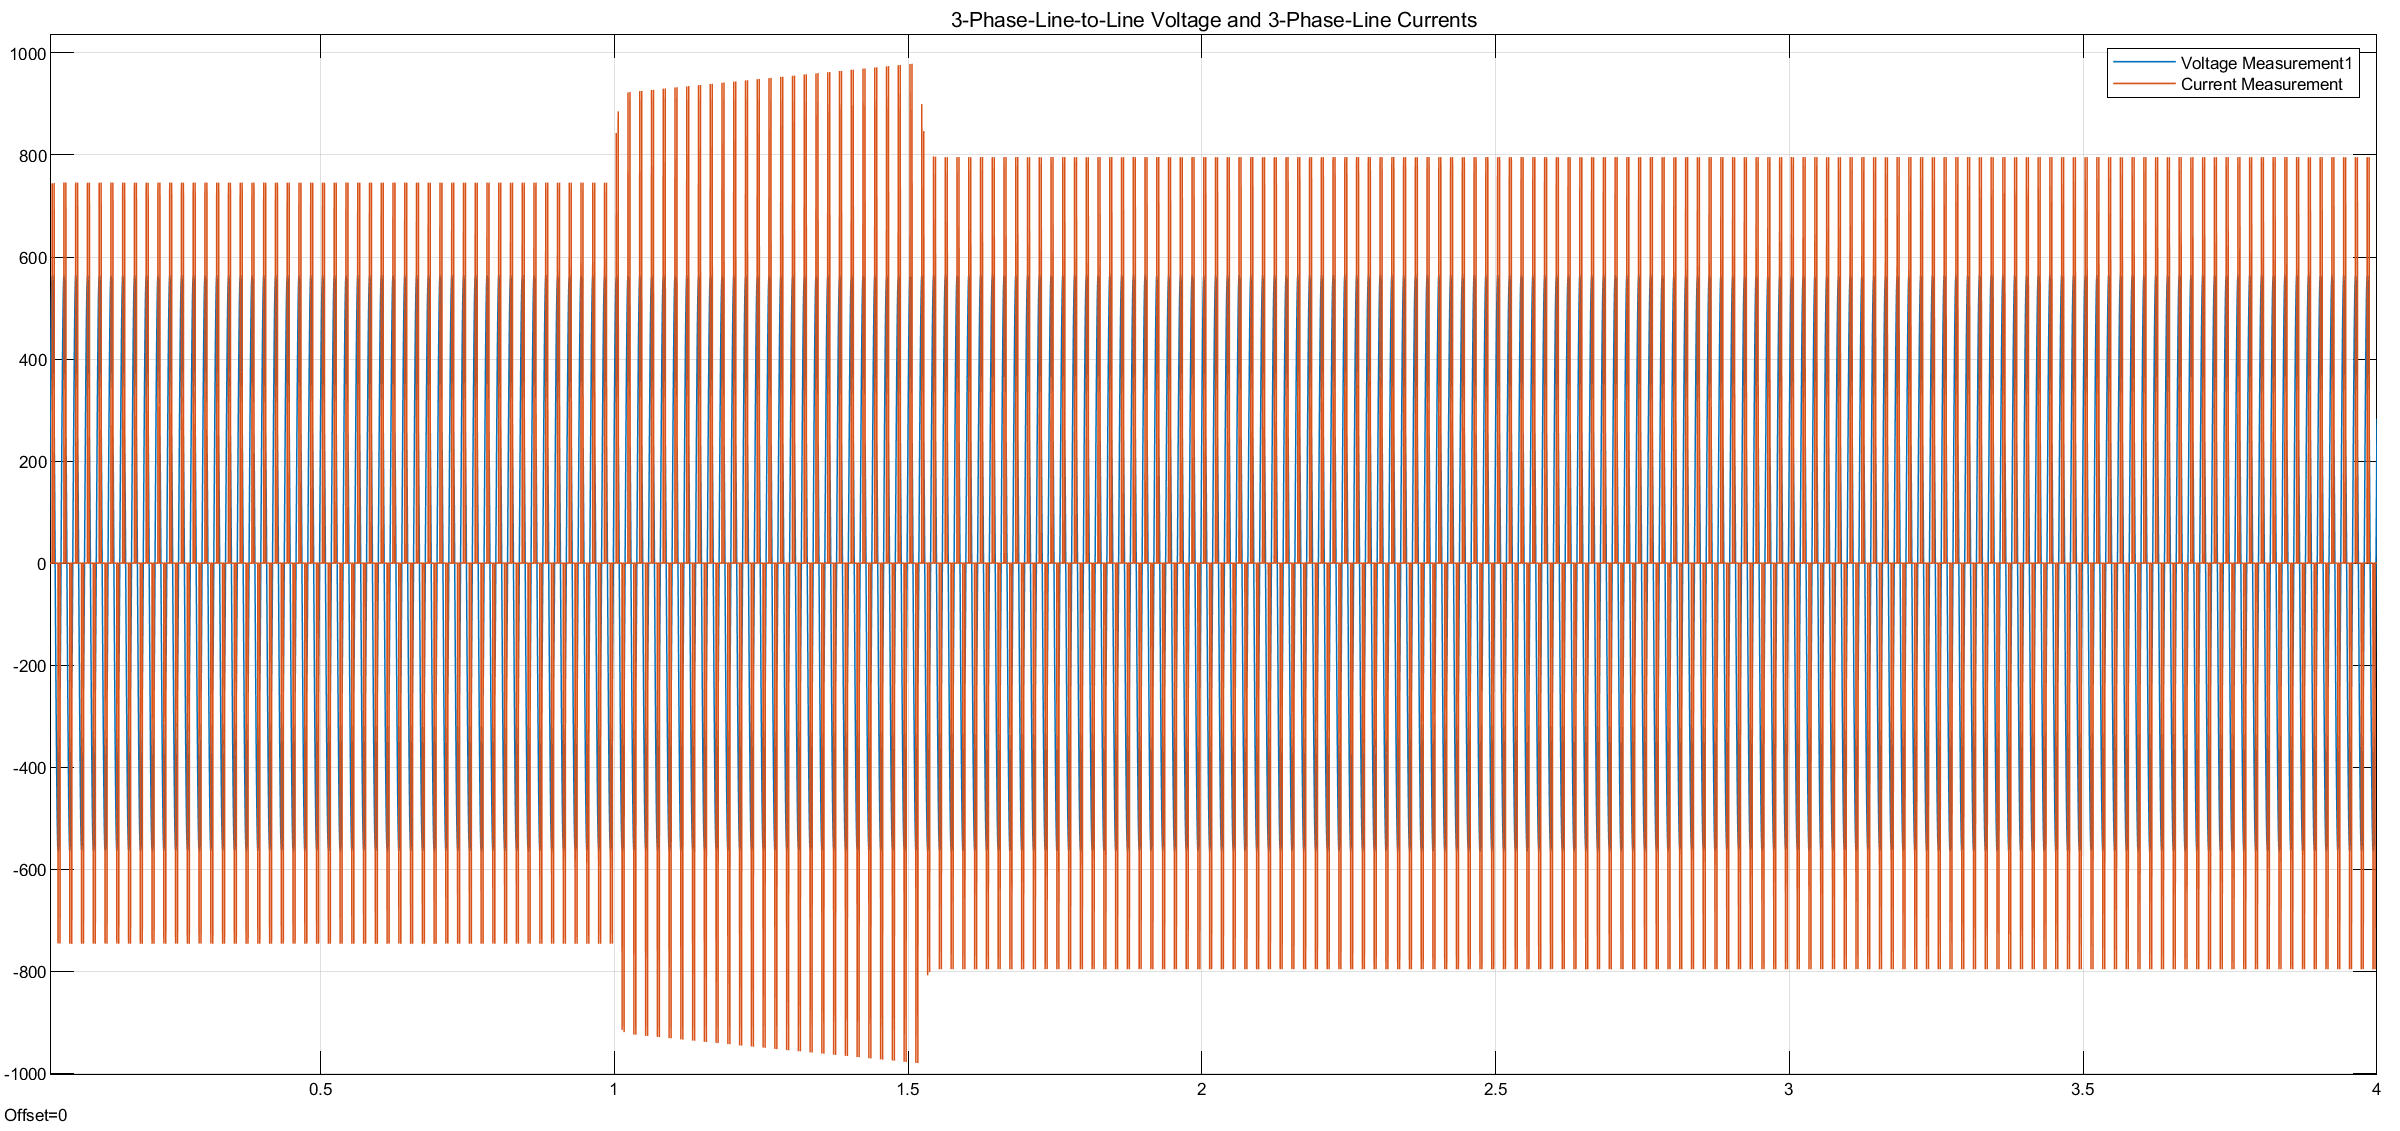 3-Phase-Line-to-Line Voltage and 3-Phase-Line Currents
Voltage Measurement1
Current Measurement
1000
800
600
400
200
0
-200
-400
-600
-800
-1000
0.5 1 1.5 2 2.5 3 3.5 4
Offset=0